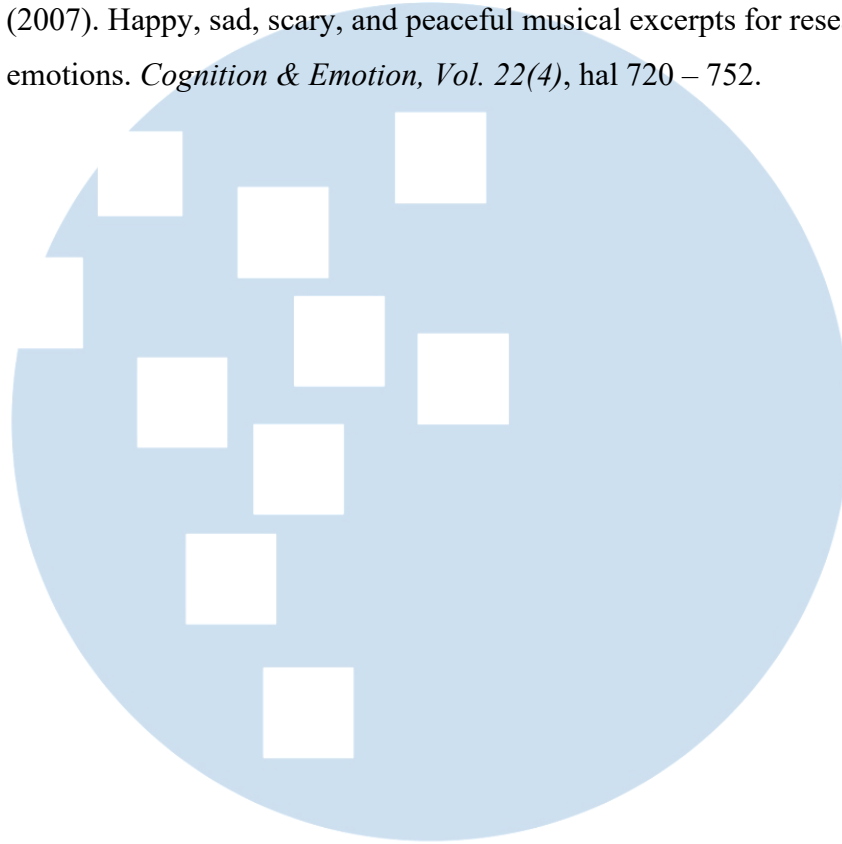 (2007). Happy, sad, scary, and peaceful musical excerpts for rese
emotions. Cognition & Emotion, Vol. 22(4), hal 720 – 752.